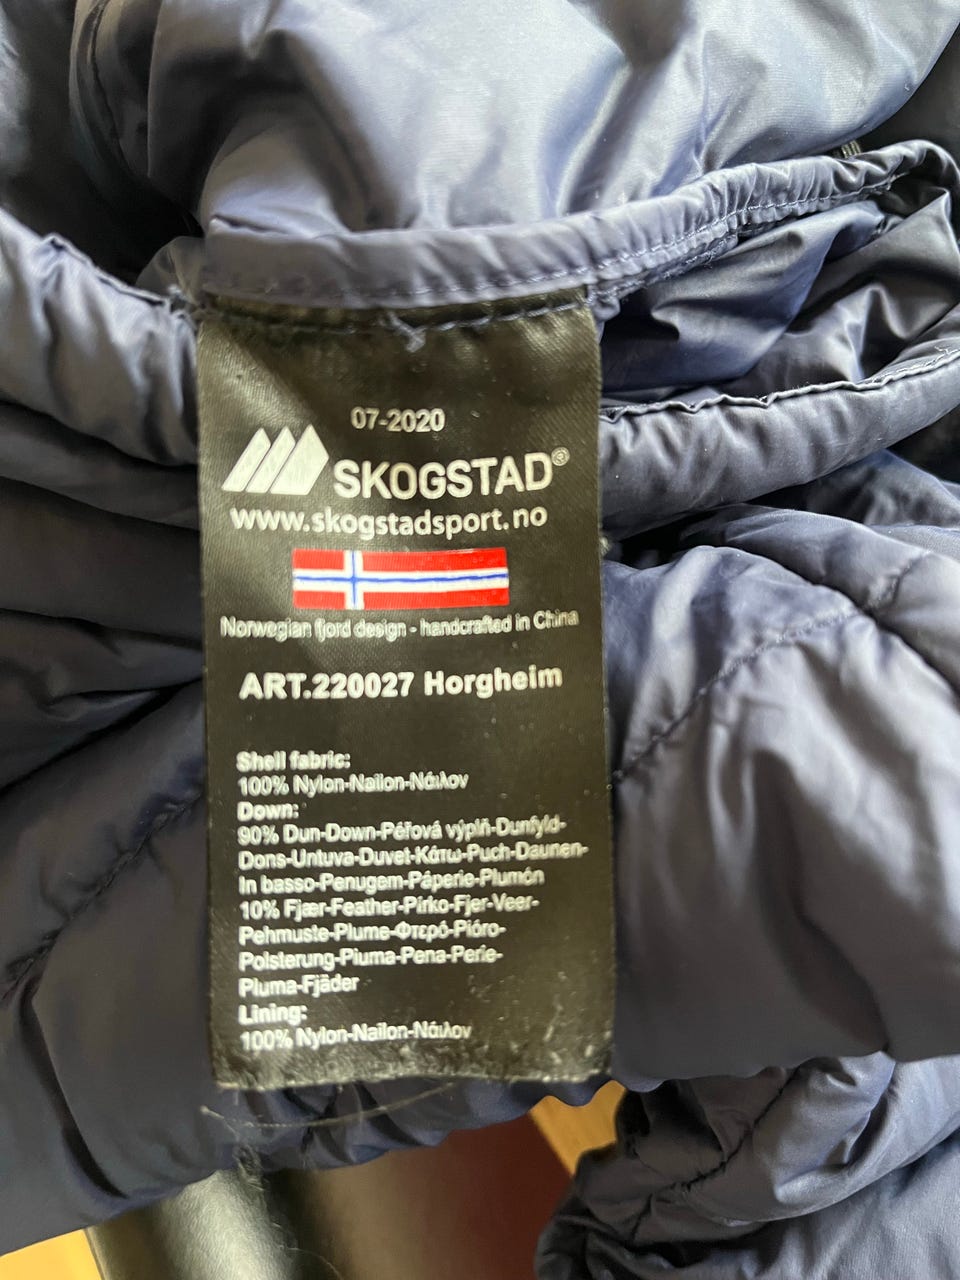 07-2020
SKOGSTAD®
www.skogstadsport.no
Norwegian fjord design - handcrafted in China
ART.220027 Horgheim
Shell fabric:
100% Nylon-Nailon-Νάιλον
Down:
90% Dun-Down-Péřová výplň-Dunfyld-
Dons-Untuva-Duvet-Κάτω-Puch-Daunen-
In basso-Penugem-Páperie-Plumón
10% Fjær-Feather-Pírko-Fjer-Veer-
Pehmuste-Plume-Φτερό-Pióro-
Polsterung-Piuma-Pena-Perie-
Pluma-Fjäder
Lining:
100% Nylon-Nailon-Νάιλον